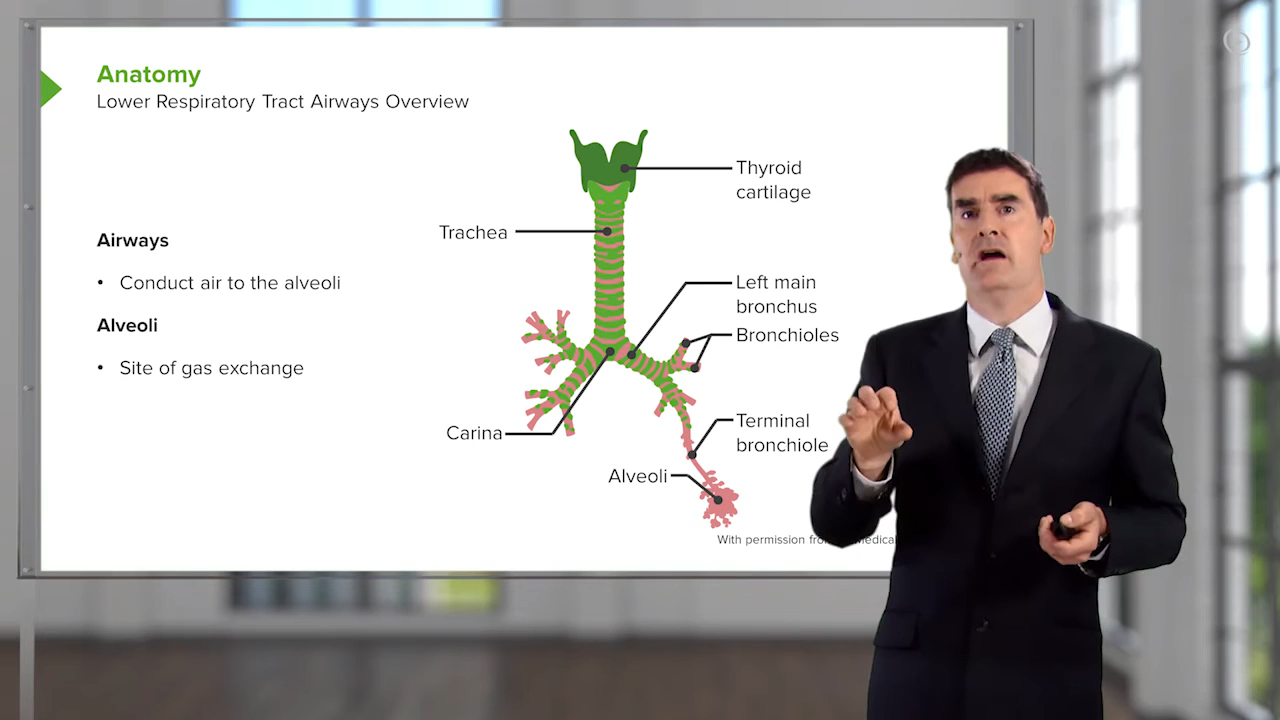 Anatomy
Lower Respiratory Tract Airways Overview
Thyroid
cartilage
Trachea
Airways
• Conduct air to the alveoli
Left main
bronchus
Alveoli
Bronchioles
• Site of gas exchange
Carina
Terminal
bronchiole
Alveoli
With permission medical